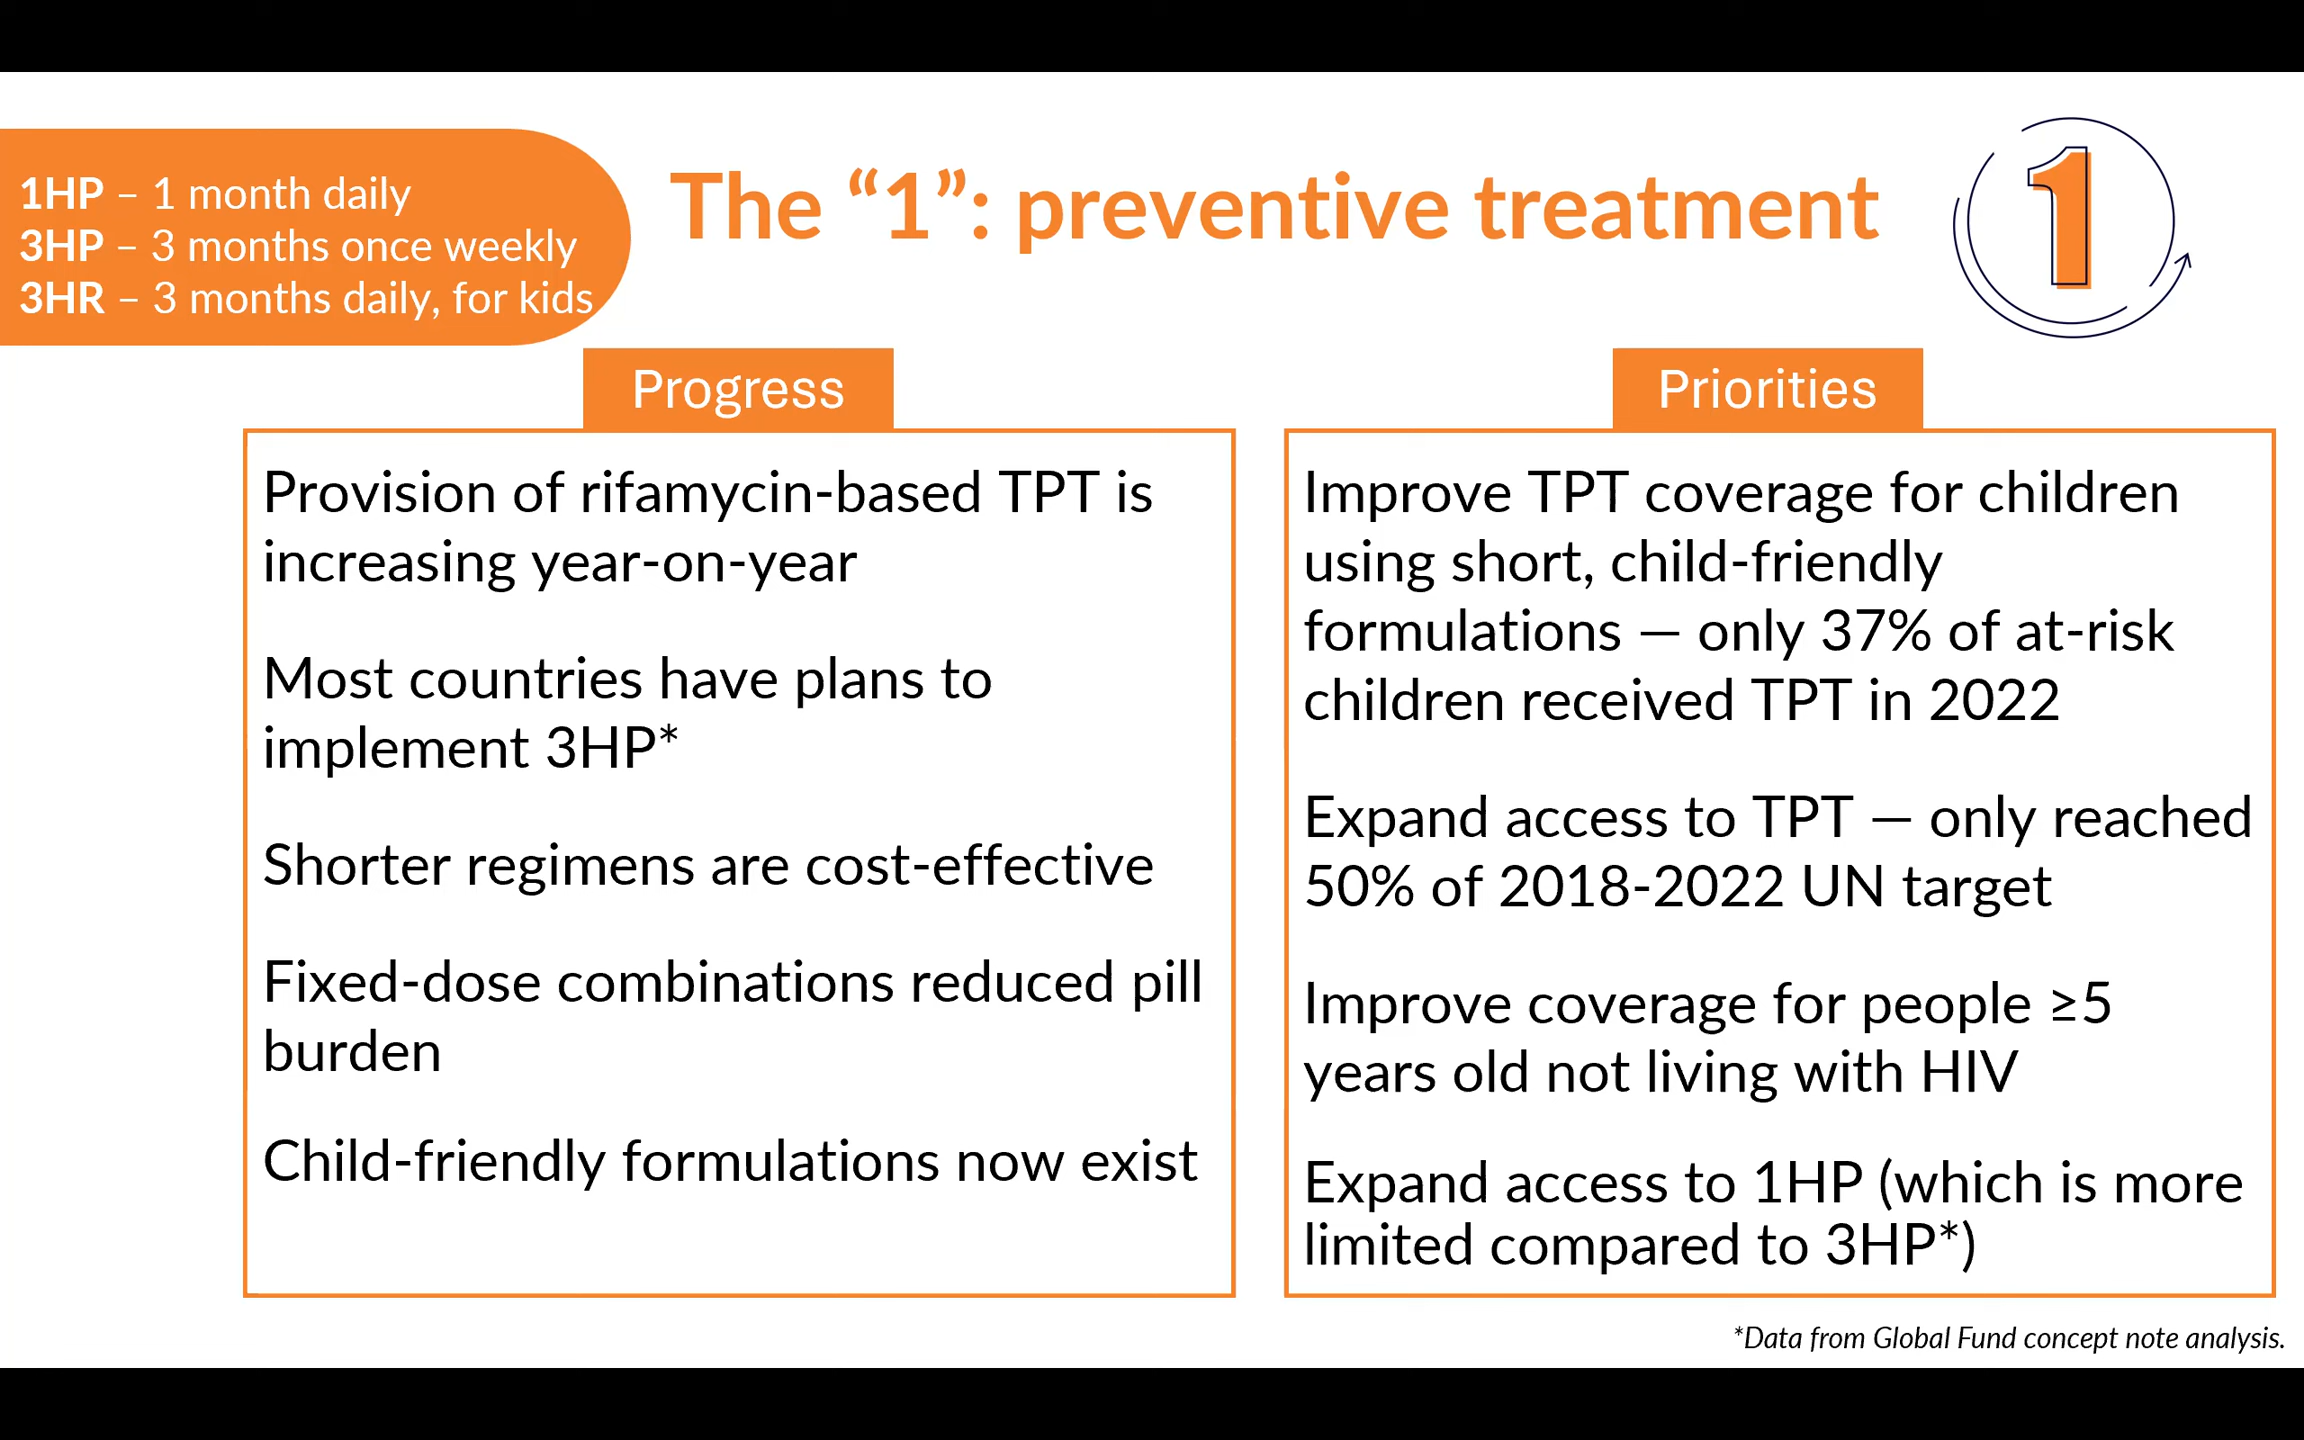 1HP – 1 month daily
3HP – 3 months once weekly
3HR – 3 months daily, for kids
The “1”: preventive treatment
1
Progress
Provision of rifamycin-based TPT is
increasing year-on-year
Most countries have plans to
implement 3HP*
Shorter regimens are cost-effective
Fixed-dose combinations reduced pill
burden
Child-friendly formulations now exist
Priorities
Improve TPT coverage for children
using short, child-friendly
formulations — only 37% of at-risk
children received TPT in 2022
Expand access to TPT — only reached
50% of 2018-2022 UN target
Improve coverage for people ≥5
years old not living with HIV
Expand access to 1HP (which is more
limited compared to 3HP*)
*Data from Global Fund concept note analysis.